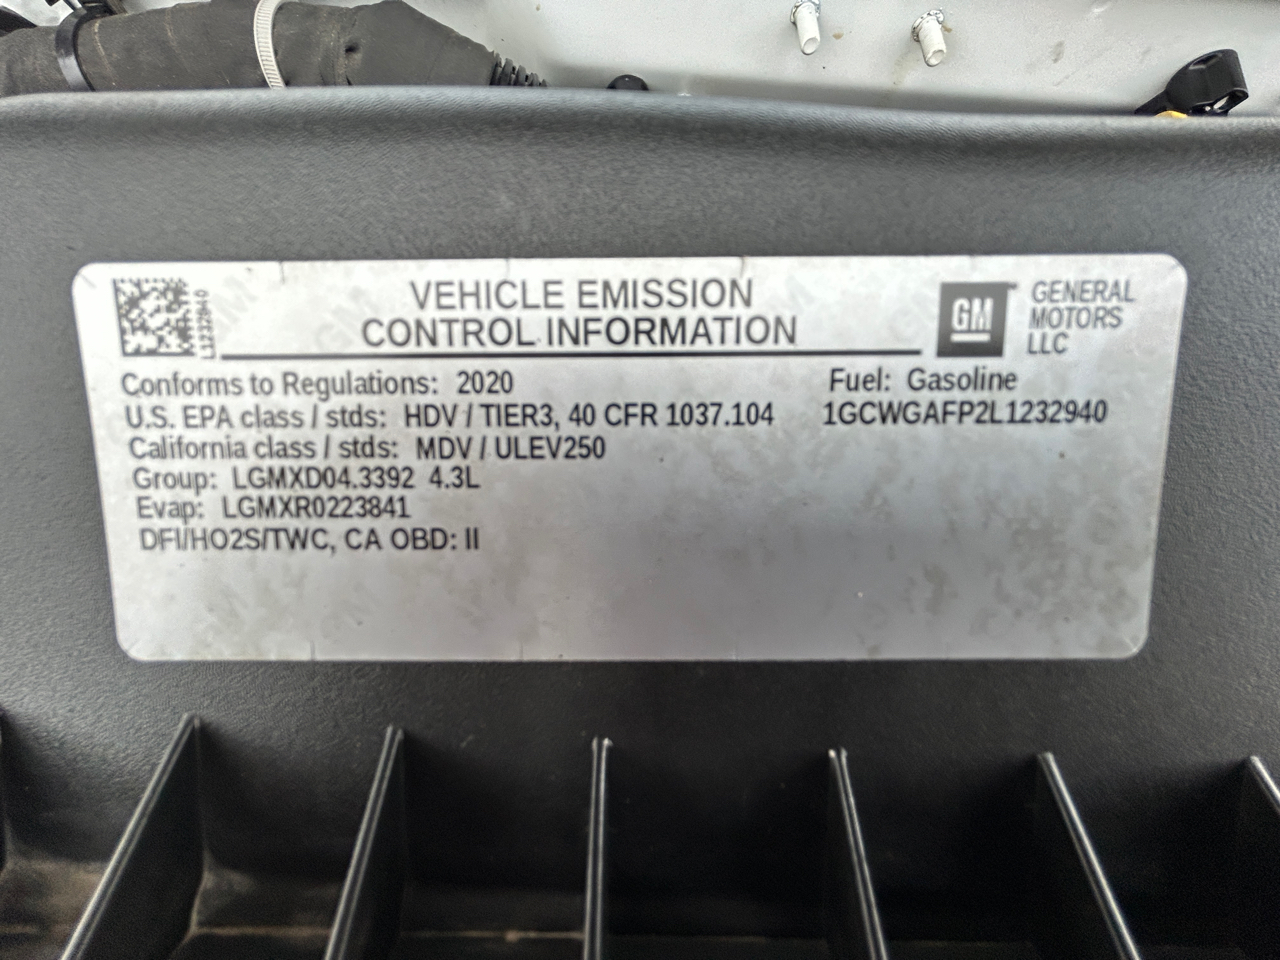 L1232940
VEHICLE EMISSION
CONTROL INFORMATION
GM
GENERAL
MOTORS
LLC
Conforms to Regulations: 2020
Fuel: Gasoline
U.S. EPA class / stds: HDV / TIER3, 40 CFR 1037.104
1GCWGAFP2L1232940
California class / stds: MDV / ULEV250
Group: LGMXD04.3392 4.3L
Evap: LGMXR0223841
DFI/HO2S/TWC, CA OBD: II